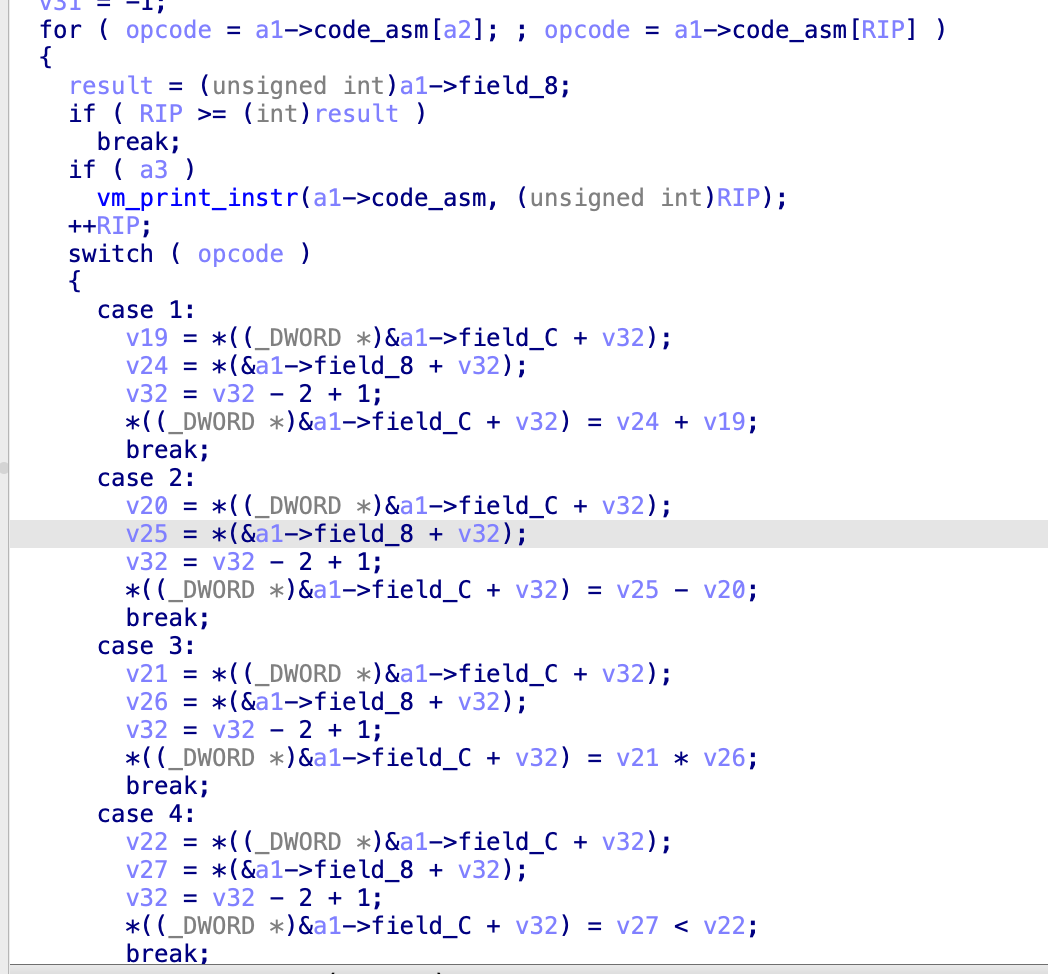 v31 = -1;
for ( opcode = a1->code_asm[a2]; ; opcode = a1->code_asm[RIP] )
{
result = (unsigned int)a1->field_8;
if ( RIP >= (int)result )
break;
if ( a3 )
vm_print_instr(a1->code_asm, (unsigned int)RIP);
++RIP;
switch ( opcode )
{
case 1:
v19 = *((_DWORD *)&a1->field_C + v32);
v24 = *(&a1->field_8 + v32);
v32 = v32 - 2 + 1;
*((_DWORD *)&a1->field_C + v32) = v24 + v19;
break;
case 2:
v20 = *((_DWORD *)&a1->field_C + v32);
v25 = *(&a1->field_8 + v32);
v32 = v32 - 2 + 1;
*((_DWORD *)&a1->field_C + v32) = v25 - v20;
break;
case 3:
v21 = *((_DWORD *)&a1->field_C + v32);
v26 = *(&a1->field_8 + v32);
v32 = v32 - 2 + 1;
*((_DWORD *)&a1->field_C + v32) = v21 * v26;
break;
case 4:
v22 = *((_DWORD *)&a1->field_C + v32);
v27 = *(&a1->field_8 + v32);
v32 = v32 - 2 + 1;
*((_DWORD *)&a1->field_C + v32) = v27 < v22;
break;